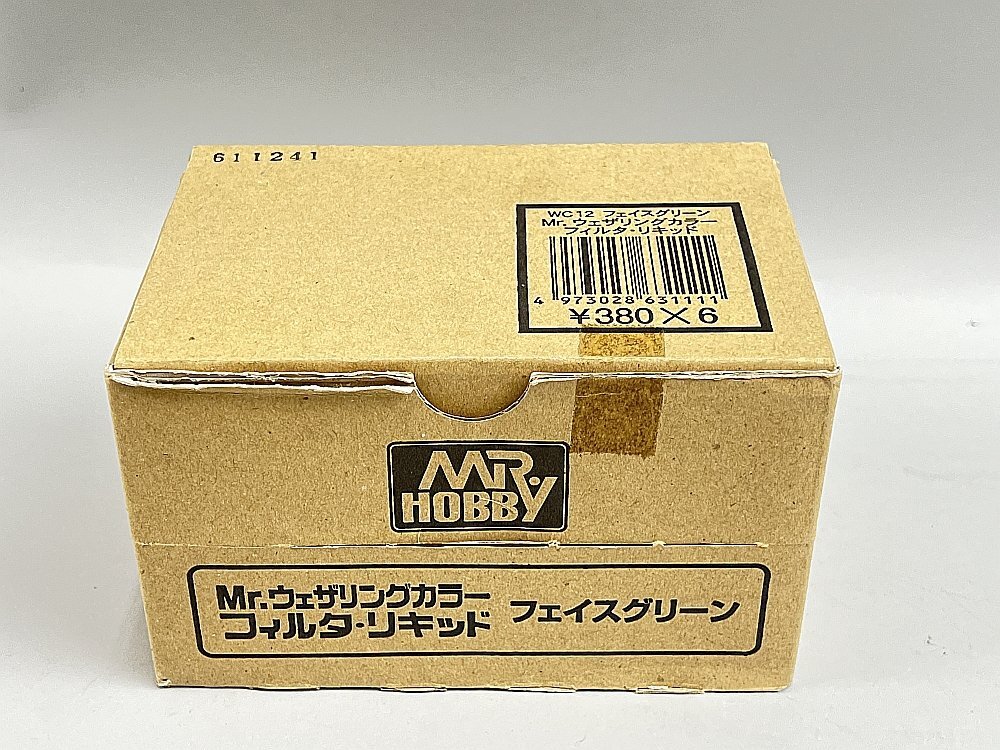 611241
WC12 フェイスグリーン
Mr.ウェザリングカラー
フィルタ・リキッド
4 973028 631111
¥380×6
MR.
HOBBY
Mr.ウェザリングカラー
フィルタ・リキッド フェイスグリーン